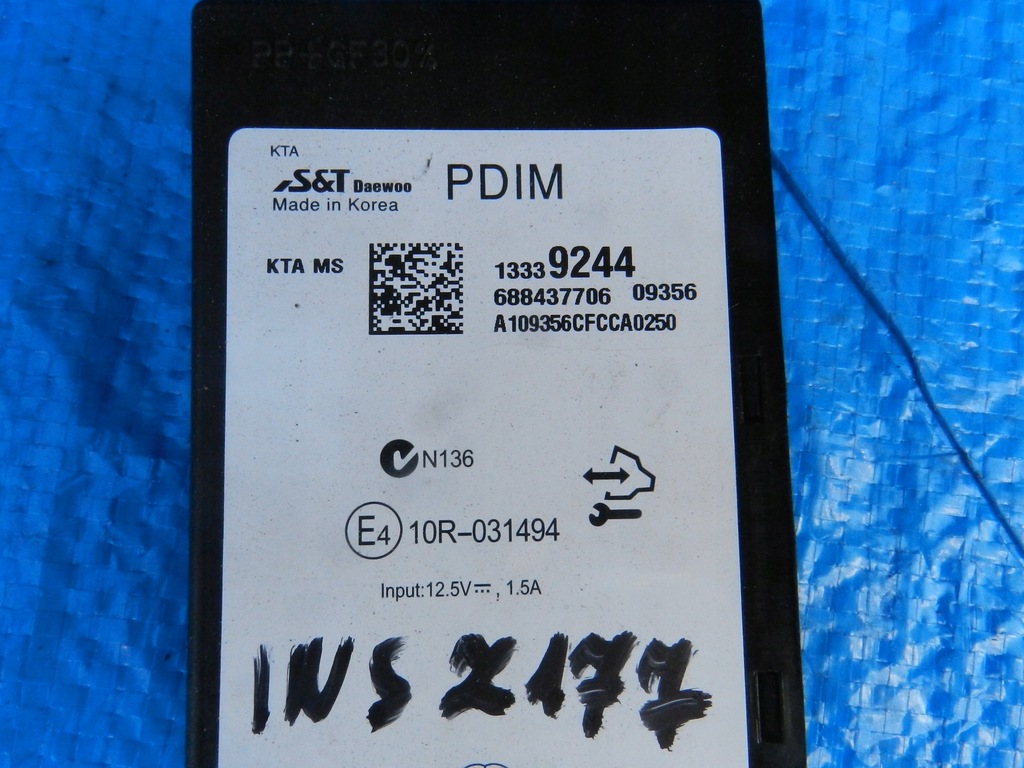 PP+GF30%
KTA
S&T Daewoo PDIM
Made in Korea
KTA MS
13339244
688437706 09356
A109356CFCCA0250
N136
E4 10R-031494
Input:12.5V⎓, 1.5A
INS 2177